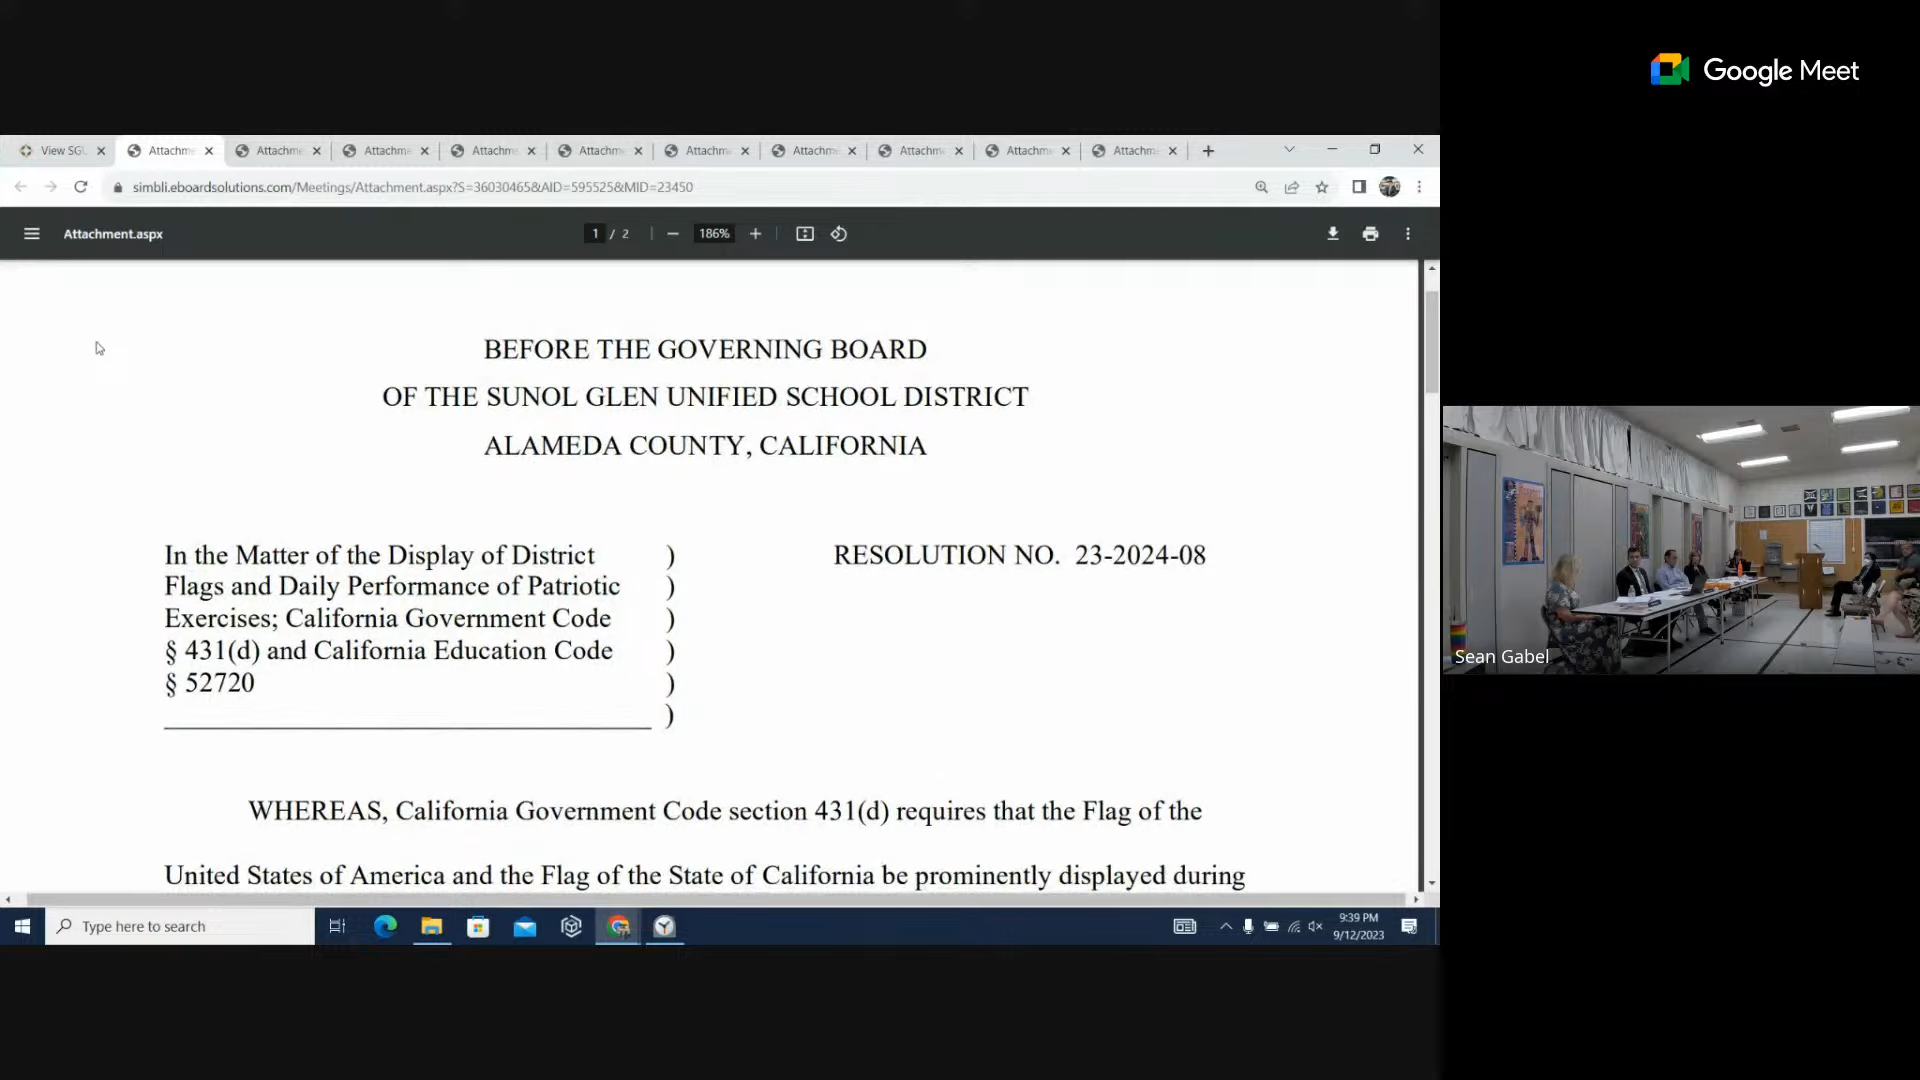 Google Meet
View SGU
Attachme
Attachme
Attachme
Attachme
Attachme
Attachme
Attachme
Attachme
Attachme
Attachme
simbli.eboardsolutions.com/Meetings/Attachment.aspx?S=36030465&AID=595525&MID=23450
Attachment.aspx
1 / 2
186%
BEFORE THE GOVERNING BOARD
OF THE SUNOL GLEN UNIFIED SCHOOL DISTRICT
ALAMEDA COUNTY, CALIFORNIA
In the Matter of the Display of District ) RESOLUTION NO. 23-2024-08
Flags and Daily Performance of Patriotic )
Exercises; California Government Code )
§ 431(d) and California Education Code )
§ 52720 )
)
WHEREAS, California Government Code section 431(d) requires that the Flag of the
United States of America and the Flag of the State of California be prominently displayed during
Sean Gabel
Type here to search
9:39 PM
9/12/2023